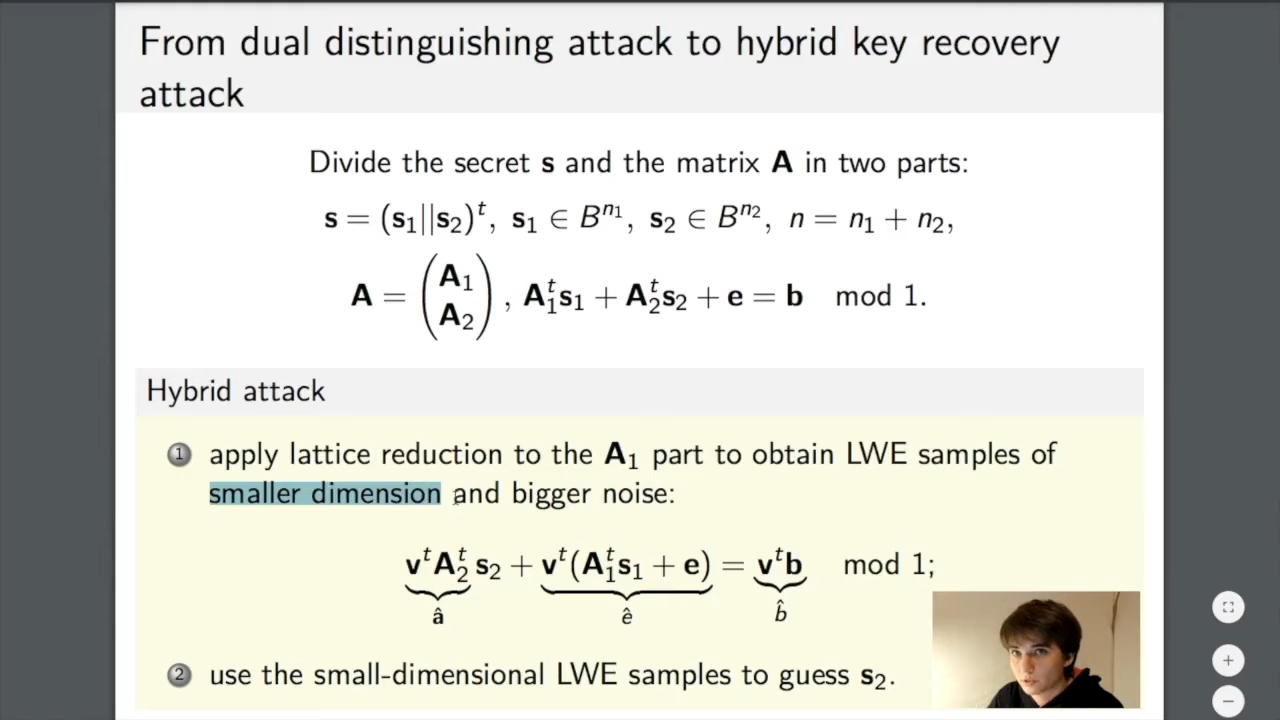 From dual distinguishing attack to hybrid key recovery
attack
Divide the secret s and the matrix A in two parts:
s = (s₁||s₂)ᵗ, s₁ ∈ Bⁿ¹, s₂ ∈ Bⁿ², n = n₁ + n₂,
A = (A₁ A₂), A₁ᵗs₁ + A₂ᵗs₂ + e = b mod 1.
Hybrid attack
1 apply lattice reduction to the A₁ part to obtain LWE samples of
smaller dimension and bigger noise:
vᵗA₂ᵗ s₂ + vᵗ(A₁ᵗs₁ + e) = vᵗb mod 1;
â ê b̂
2 use the small-dimensional LWE samples to guess s₂.